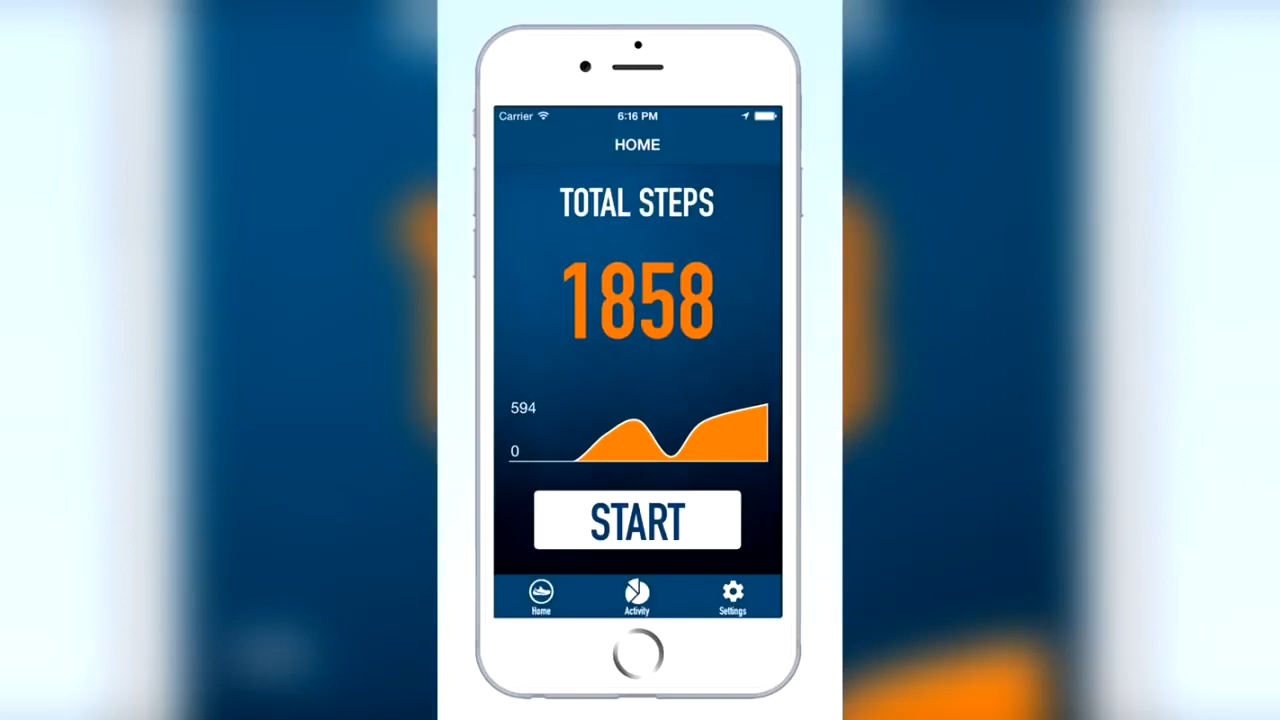 Carrier 6:16 PM
HOME
TOTAL STEPS
1858
594
0
START
Home Activity Settings